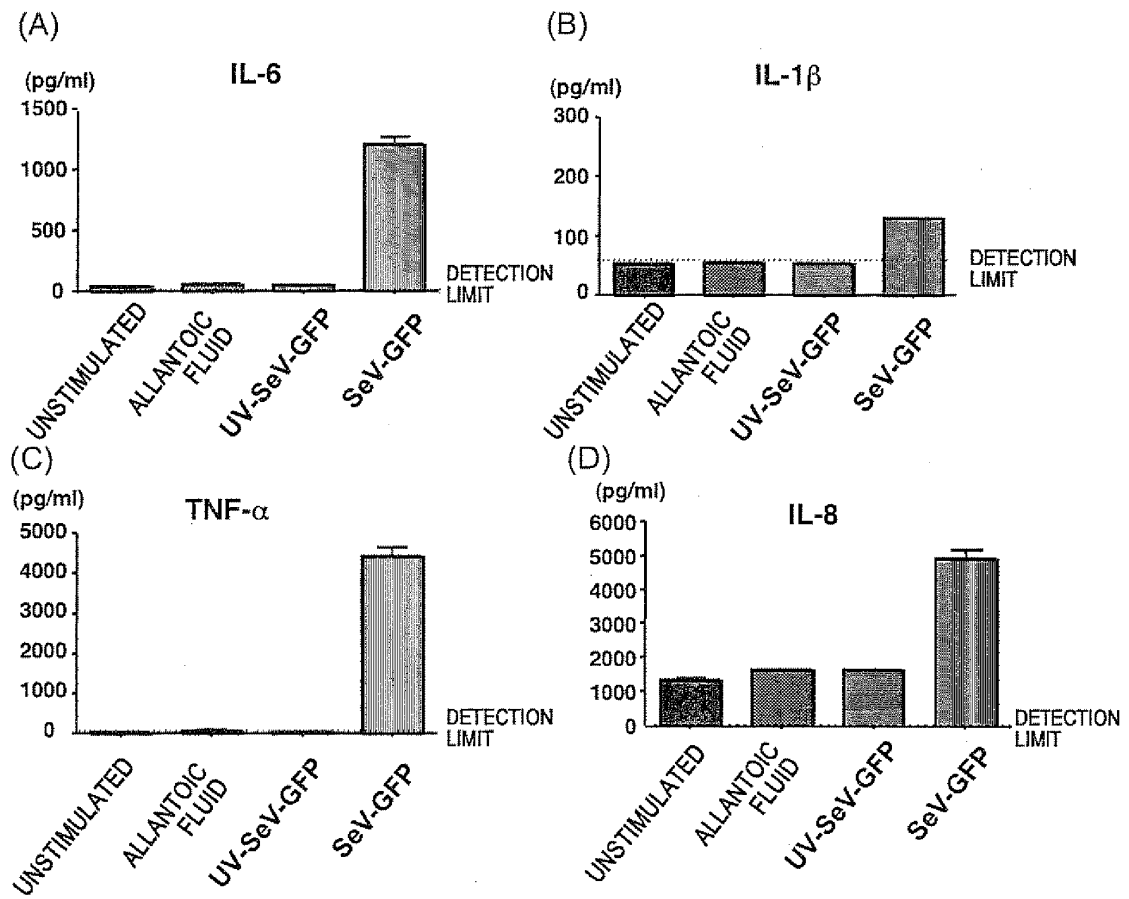 (A)
IL-6
(pg/ml)
1500
1000
500
0
DETECTION
LIMIT
UNSTIMULATED
ALLANTOIC
FLUID
UV-SeV-GFP
SeV-GFP
(B)
IL-1β
(pg/ml)
300
200
100
0
DETECTION
LIMIT
UNSTIMULATED
ALLANTOIC
FLUID
UV-SeV-GFP
SeV-GFP
(C)
TNF-α
(pg/ml)
5000
4000
3000
2000
1000
0
DETECTION
LIMIT
UNSTIMULATED
ALLANTOIC
FLUID
UV-SeV-GFP
SeV-GFP
(D)
IL-8
(pg/ml)
6000
5000
4000
3000
2000
1000
0
DETECTION
LIMIT
UNSTIMULATED
ALLANTOIC
FLUID
UV-SeV-GFP
SeV-GFP